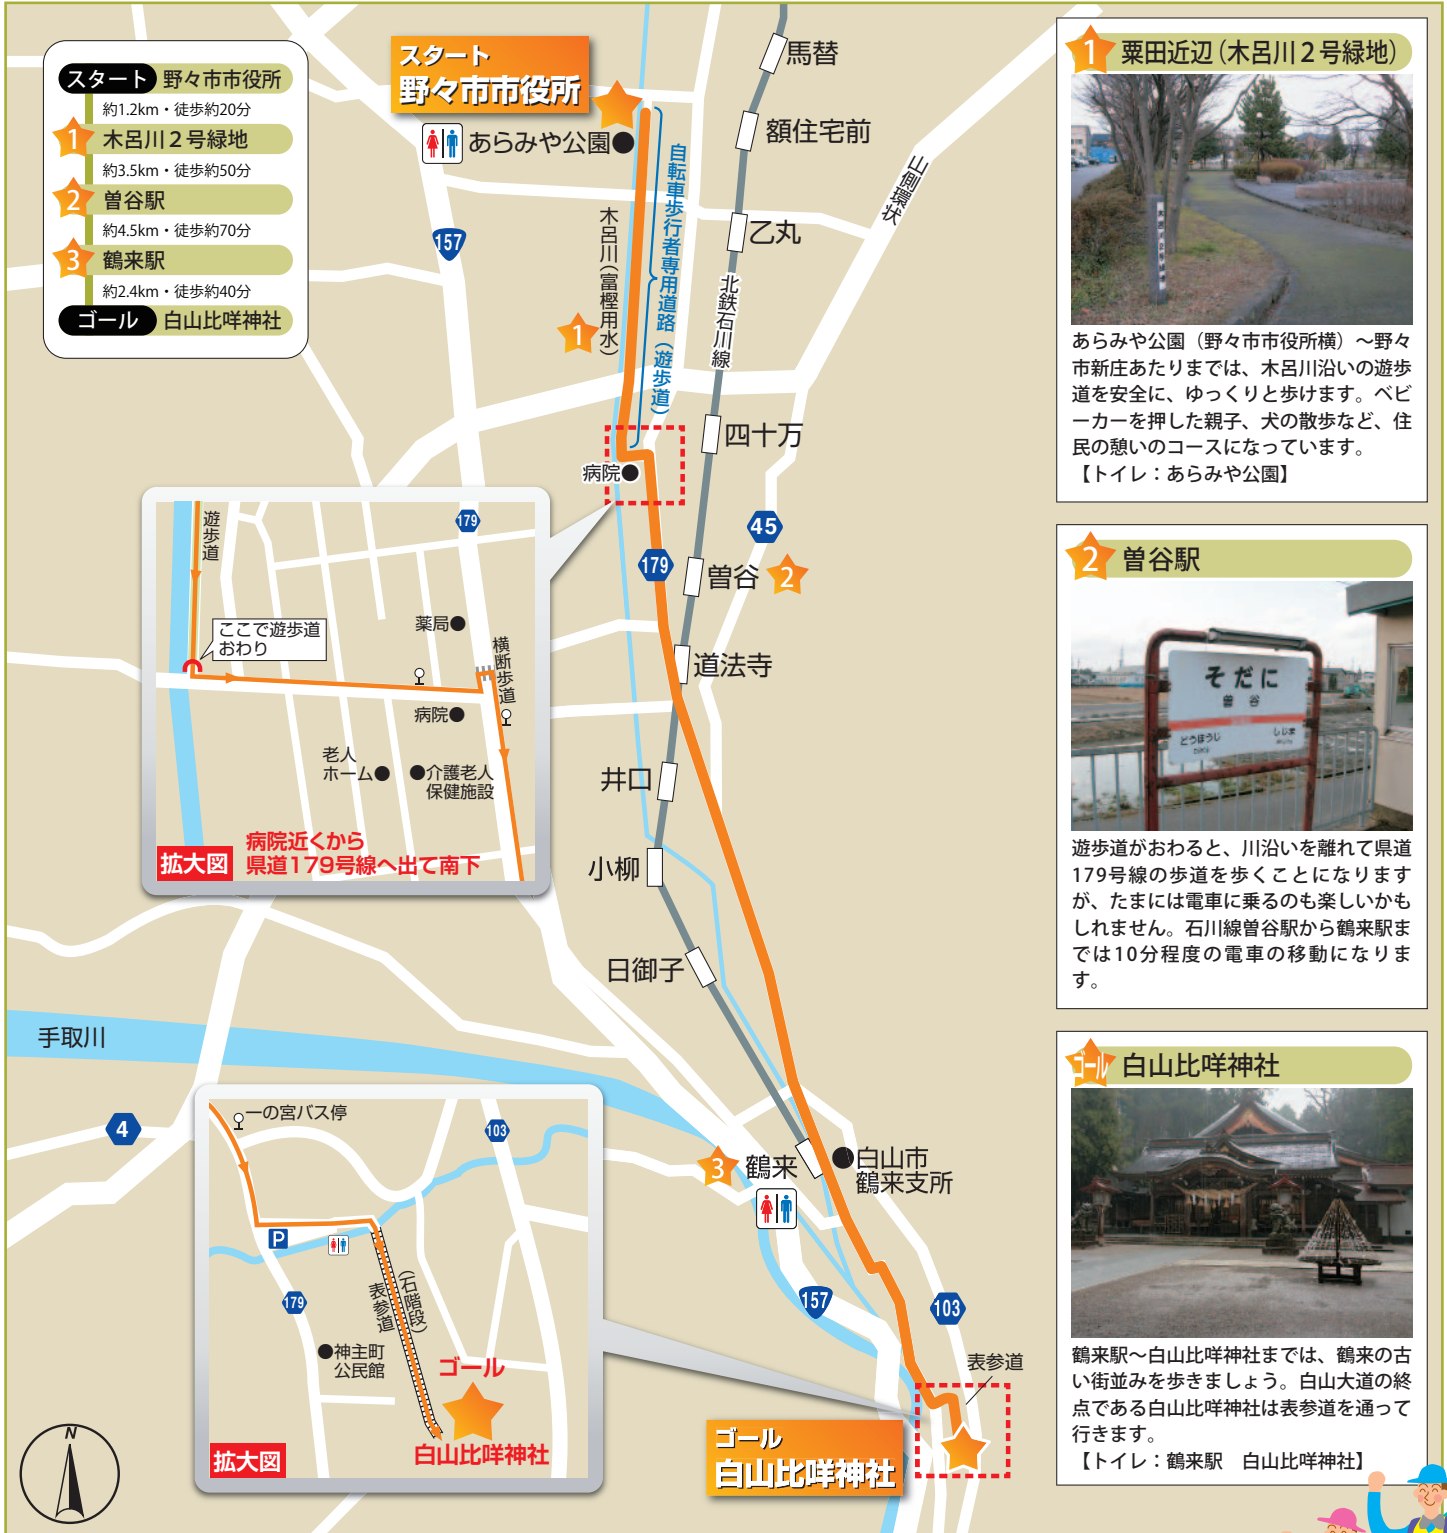 スタート 野々市市役所
約1.2km・徒歩約20分
1 木呂川２号緑地
約3.5km・徒歩約50分
2 曽谷駅
約4.5km・徒歩約70分
3 鶴来駅
約2.4km・徒歩約40分
ゴール 白山比咩神社
スタート
野々市市役所
あらみや公園
157
木呂川（富樫用水）
自転車歩行者専用道路（遊歩道）
1
馬替
額住宅前
山側環状
乙丸
北鉄石川線
四十万
病院
45
179
曽谷 2
道法寺
井口
小柳
日御子
遊歩道
179
ここで遊歩道
おわり
薬局
横断歩道
病院
老人
ホーム
介護老人
保健施設
拡大図
病院近くから
県道179号線へ出て南下
手取川
4
3 鶴来
白山市
鶴来支所
157
103
表参道
ゴール
白山比咩神社
一の宮バス停
103
P
179
表参道
（石階段）
神主町
公民館
ゴール
白山比咩神社
拡大図
N
1 粟田近辺（木呂川２号緑地）
あらみや公園（野々市市役所横）～野々
市新庄あたりまでは、木呂川沿いの遊歩
道を安全に、ゆっくりと歩けます。ベビ
ーカーを押した親子、犬の散歩など、住
民の憩いのコースになっています。
【トイレ：あらみや公園】
2 曽谷駅
そだに
曽谷
どうほうじ
しじま
遊歩道がおわると、川沿いを離れて県道
179号線の歩道を歩くことになります
が、たまには電車に乗るのも楽しいかも
しれません。石川線曽谷駅から鶴来駅ま
では10分程度の電車の移動になりま
す。
ゴール 白山比咩神社
鶴来駅～白山比咩神社までは、鶴来の古
い街並みを歩きましょう。白山大道の終
点である白山比咩神社は表参道を通って
行きます。
【トイレ：鶴来駅　白山比咩神社】